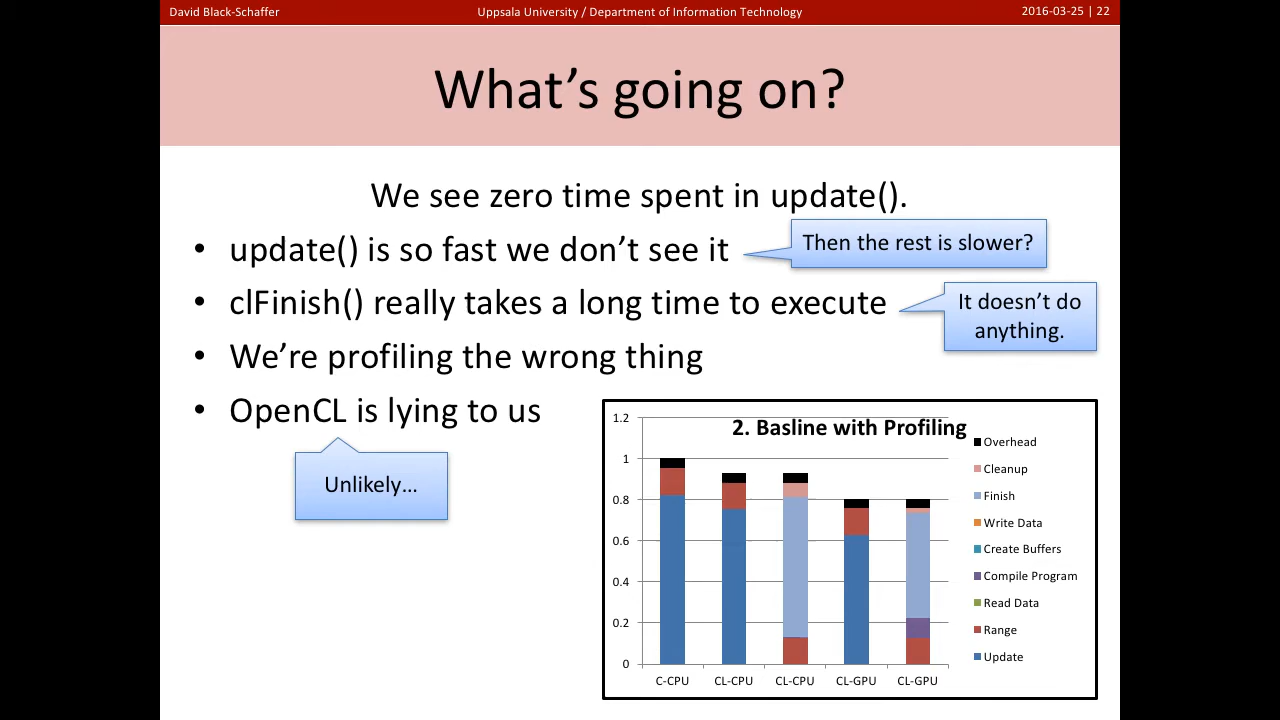 David Black-Schaffer
Uppsala University / Department of Information Technology
2016-03-25 | 22
What’s going on?
We see zero time spent in update().
• update() is so fast we don’t see it
Then the rest is slower?
• clFinish() really takes a long time to execute
It doesn’t do
anything.
• We’re profiling the wrong thing
• OpenCL is lying to us
Unlikely…
2. Basline with Profiling
1.2
1
0.8
0.6
0.4
0.2
0
C-CPU
CL-CPU
CL-CPU
CL-GPU
CL-GPU
Overhead
Cleanup
Finish
Write Data
Create Buffers
Compile Program
Read Data
Range
Update